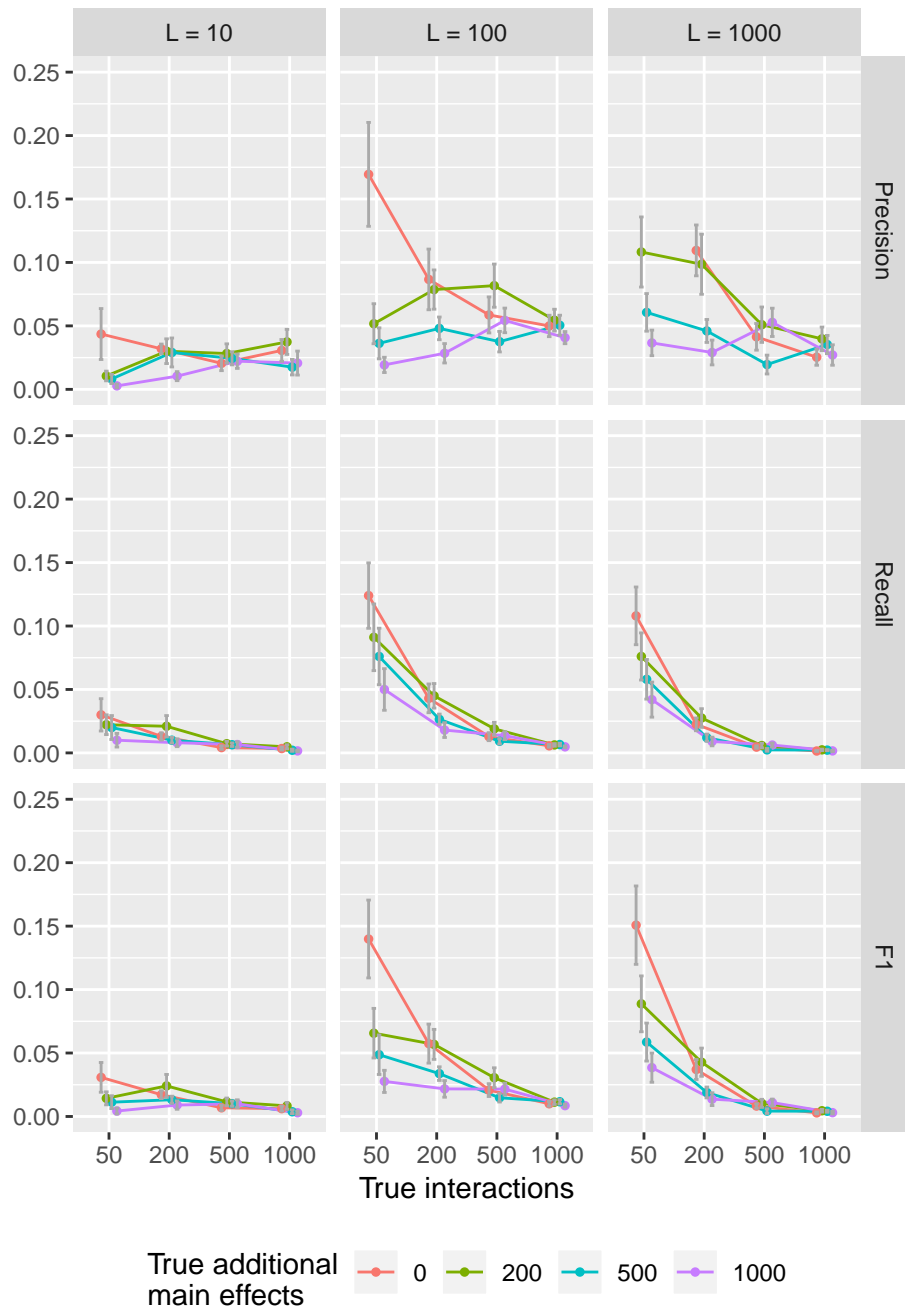 L = 10 L = 100 L = 1000
0.25
0.20
0.15
0.10
0.05
0.00
Precision
0.25
0.20
0.15
0.10
0.05
0.00
Recall
0.25
0.20
0.15
0.10
0.05
0.00
F1
50 200 500 1000 50 200 500 1000 50 200 500 1000
True interactions
True additional
main effects
0 200 500 1000